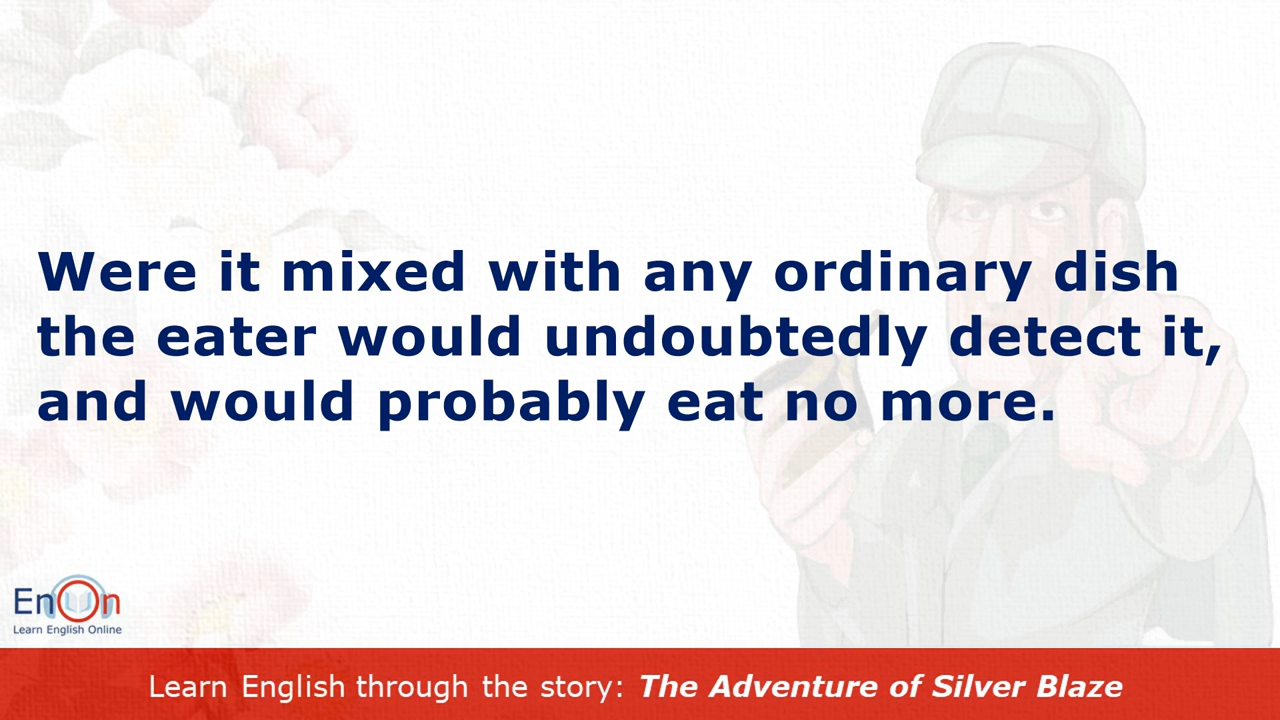 Were it mixed with any ordinary dish
the eater would undoubtedly detect it,
and would probably eat no more.
EnOn
Learn English Online
Learn English through the story: The Adventure of Silver Blaze